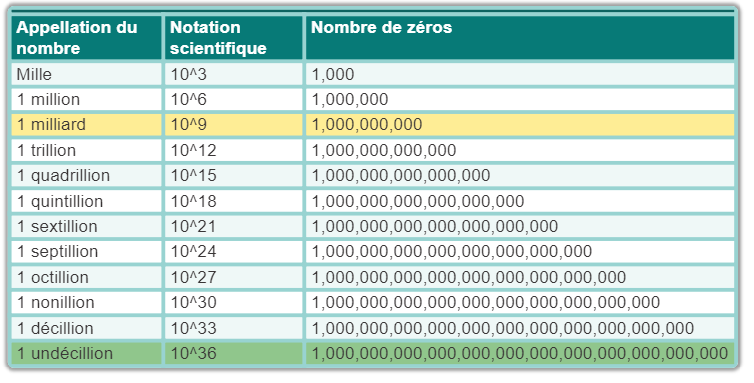 Appellation du nombre Notation scientifique Nombre de zéros
Mille 10^3 1,000
1 million 10^6 1,000,000
1 milliard 10^9 1,000,000,000
1 trillion 10^12 1,000,000,000,000
1 quadrillion 10^15 1,000,000,000,000,000
1 quintillion 10^18 1,000,000,000,000,000,000
1 sextillion 10^21 1,000,000,000,000,000,000,000
1 septillion 10^24 1,000,000,000,000,000,000,000,000
1 octillion 10^27 1,000,000,000,000,000,000,000,000,000
1 nonillion 10^30 1,000,000,000,000,000,000,000,000,000,000
1 décillion 10^33 1,000,000,000,000,000,000,000,000,000,000,000
1 undécillion 10^36 1,000,000,000,000,000,000,000,000,000,000,000,000